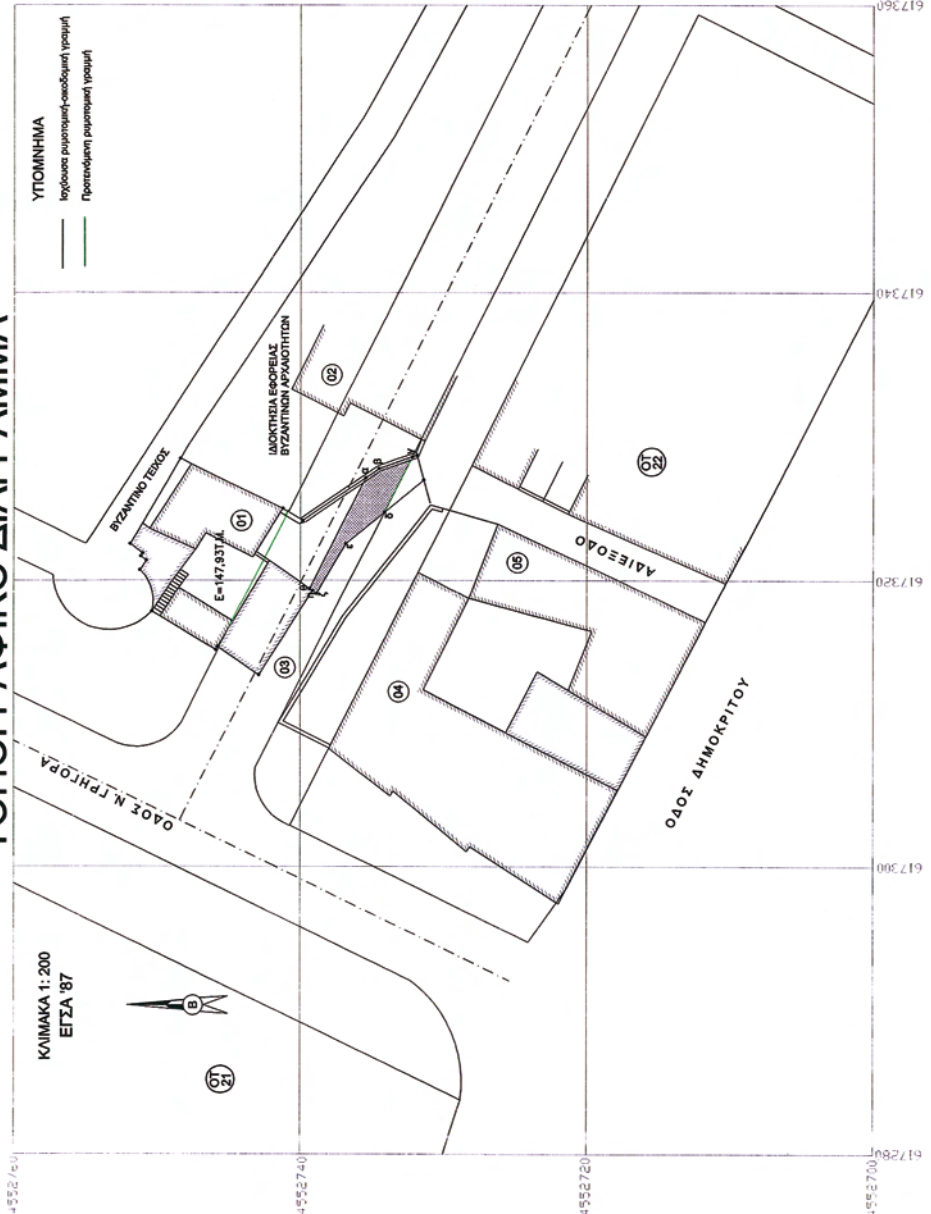 ΥΠΟΜΝΗΜΑ
Ισχύουσα ρυμοτομική-οικοδομική γραμμή
Προτεινόμενη ρυμοτομική γραμμή
ΚΛΙΜΑΚΑ 1: 200
ΕΓΣΑ '87
Β
ΟΤ
21
ΟΔΟΣ Ν. ΓΡΗΓΟΡΑ
ΒΥΖΑΝΤΙΝΟ ΤΕΙΧΟΣ
ΙΔΙΟΚΤΗΣΙΑ ΕΦΟΡΕΙΑΣ
ΒΥΖΑΝΤΙΝΩΝ ΑΡΧΑΙΟΤΗΤΩΝ
Ε=147,93Τ.Μ.
01
02
03
04
05
ΑΔΙΕΞΟΔΟ
ΟΤ
22
ΟΔΟΣ ΔΗΜΟΚΡΙΤΟΥ
4552760
4552740
4552720
4552700
617280
617300
617320
617340
617360